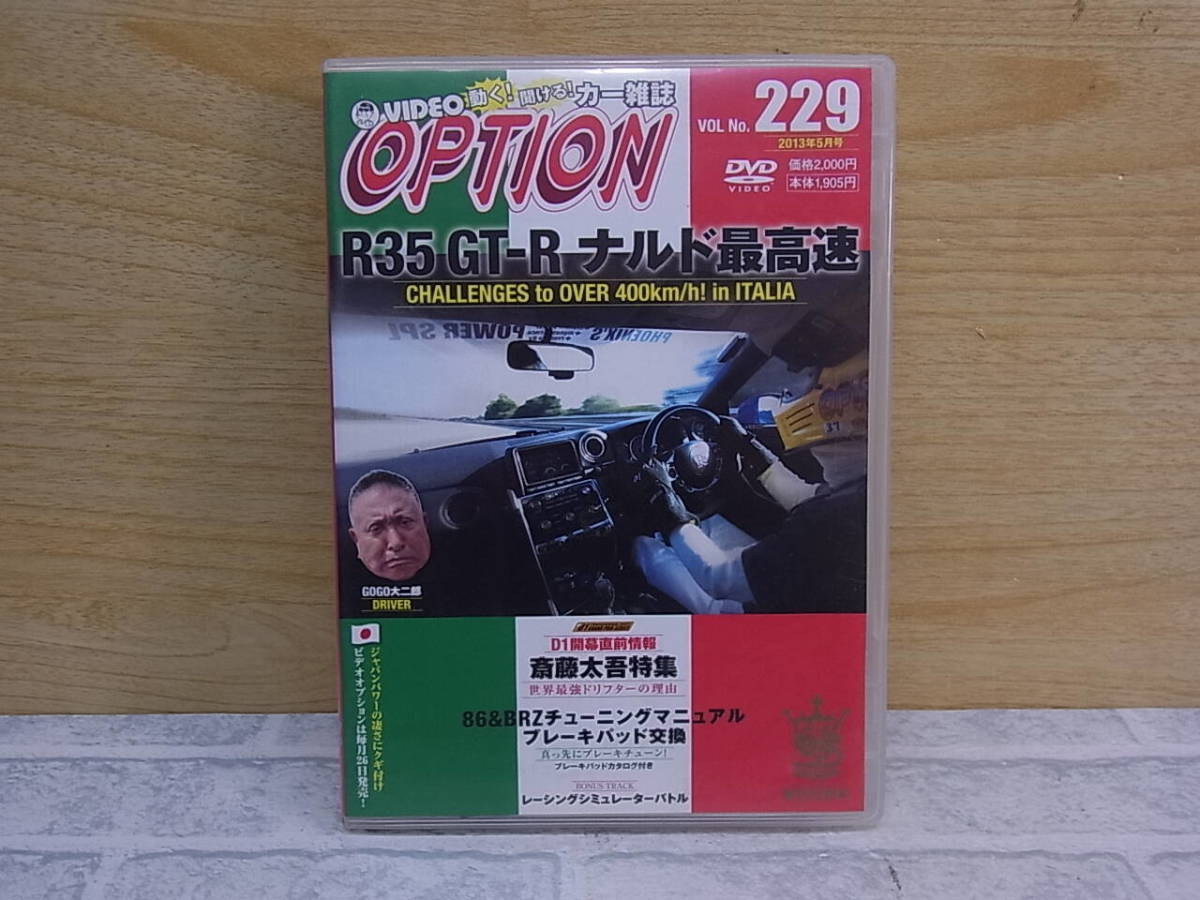 VIDEO 動く! 聞ける! カー雑誌
OPTION
VOL No. 229
2013年5月号
DVD
VIDEO
価格2,000円
本体1,905円
R35 GT-R ナルド最高速
CHALLENGES to OVER 400km/h! in ITALIA
PHOENIX'S POWER SPL
GOGO大二郎
DRIVER
D1開幕直前情報
斎藤太吾特集
世界最強ドリフターの理由
86&BRZチューニングマニュアル
ブレーキパッド交換
真っ先にブレーキチューン!
ブレーキパッドカタログ付き
BONUS TRACK
レーシングシミュレーターバトル
ジャパンパワーの凄さにクギ付け
ビデオオプションは毎月26日発売!